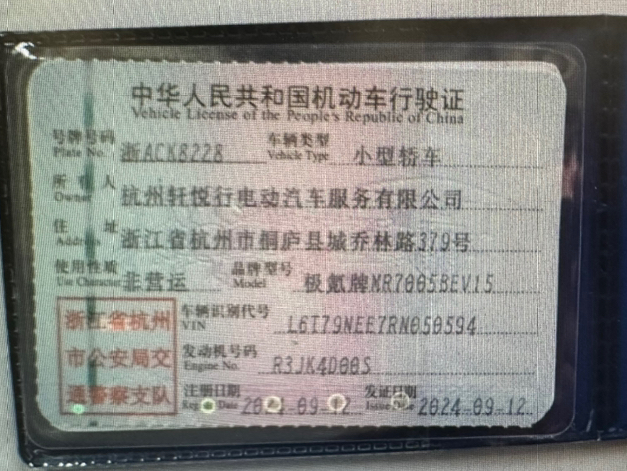 中华人民共和国机动车行驶证
Vehicle License of the People's Republic of China
号牌号码 Plate No. 浙ACK8228 车辆类型 Vehicle Type 小型轿车
所有人 Owner 杭州轩悦行电动汽车服务有限公司
住址 Address 浙江省杭州市桐庐县城乔林路379号
使用性质 Use Character 非营运 品牌型号 Model 极氪牌MR7005BEV15
车辆识别代号 VIN L6T79NEE7RN050594
发动机号码 Engine No. R3JK4D00S
注册日期 Register Date 2024-09-12 发证日期 Issue Date 2024-09-12
浙江省杭州
市公安局交
通警察支队